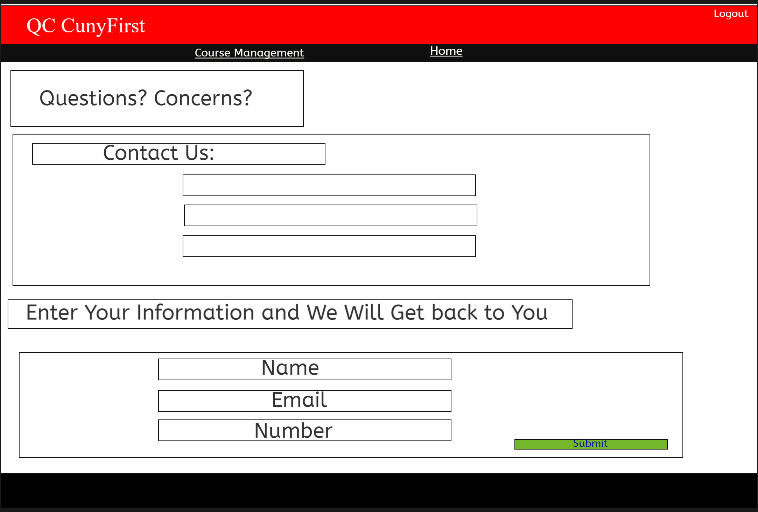 Logout
QC CunyFirst
Course Management Home
Questions? Concerns?
Contact Us:
Enter Your Information and We Will Get back to You
Name
Email
Number
Submit